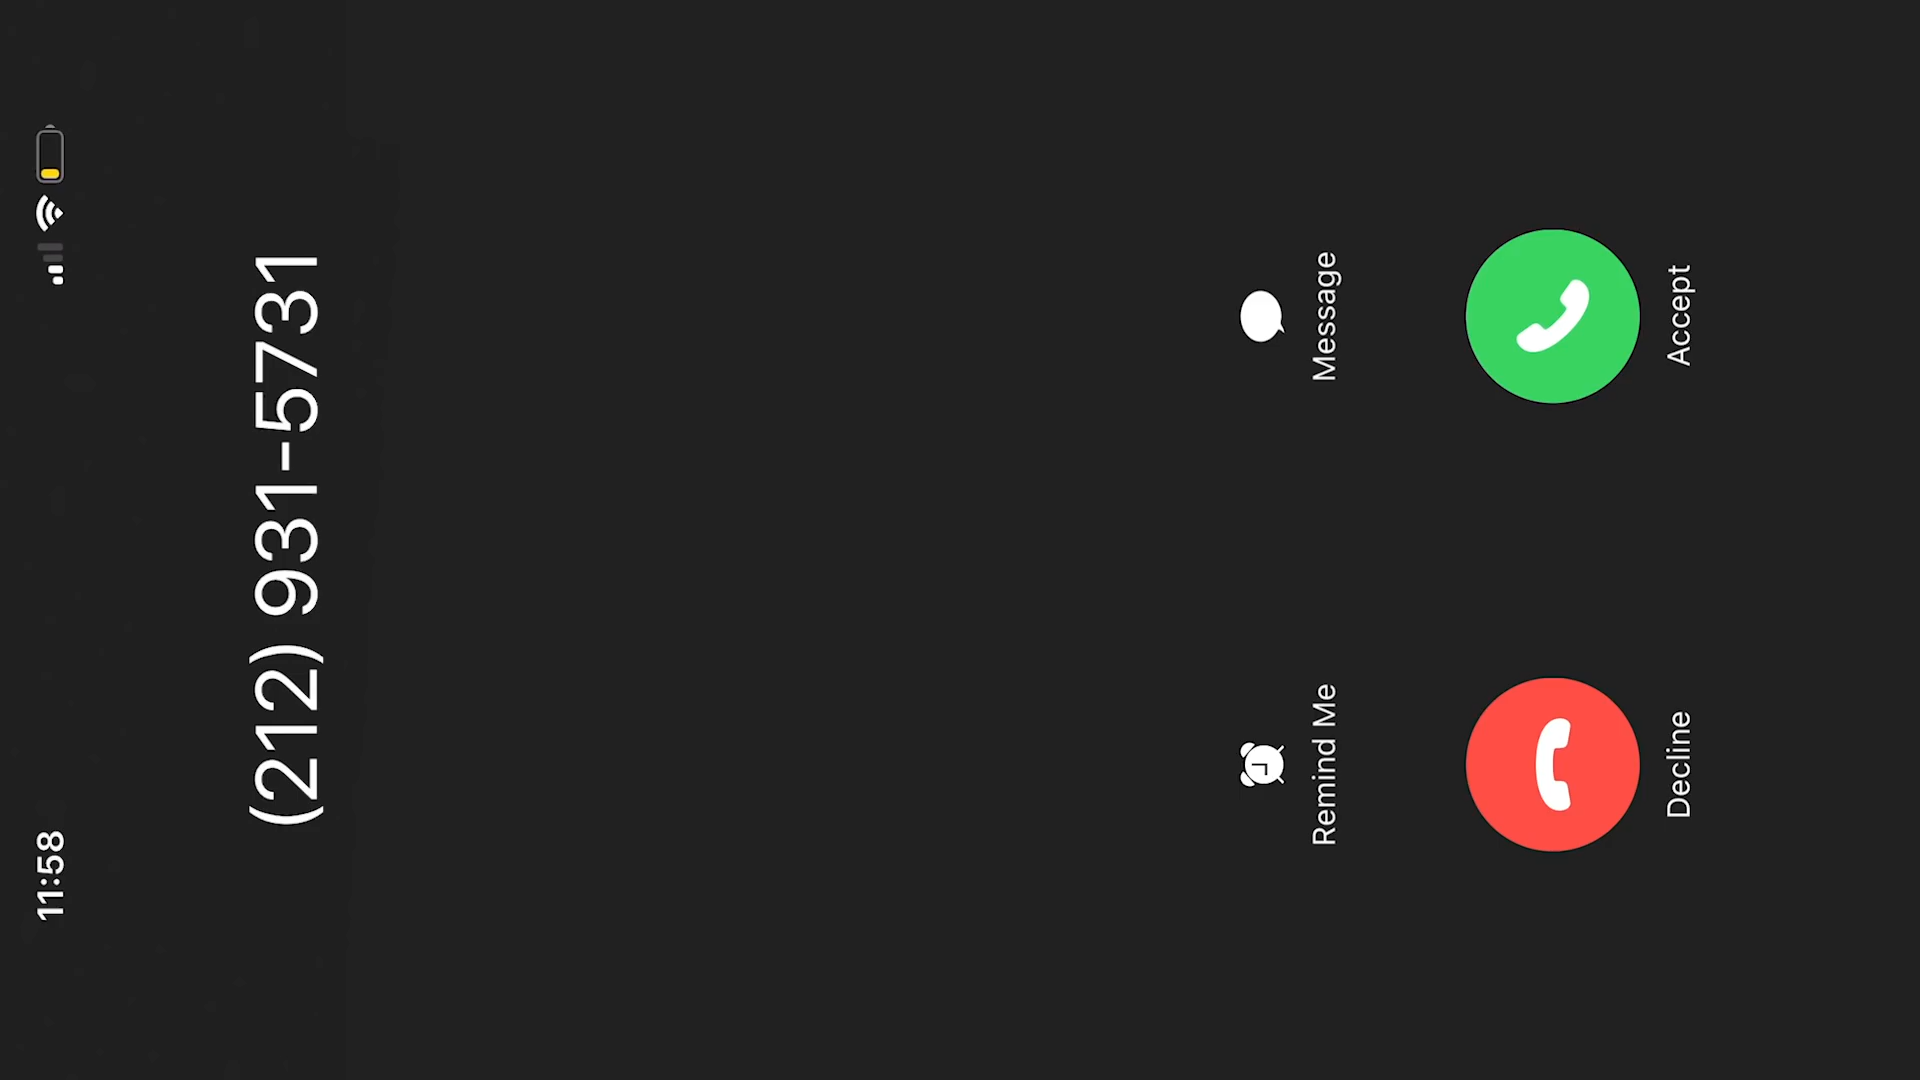 11:58
(212) 931-5731
Remind Me
Message
Decline
Accept